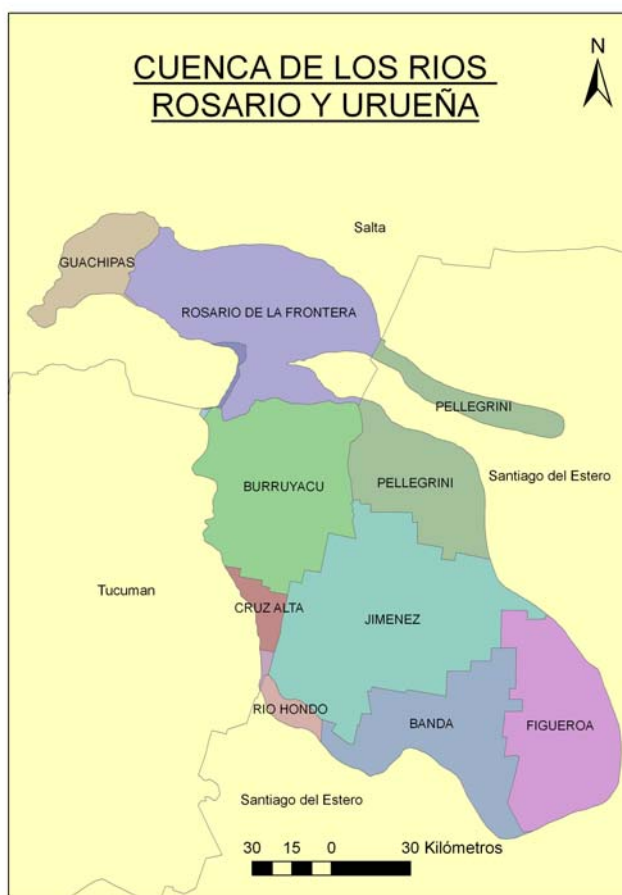 CUENCA DE LOS RIOS
ROSARIO Y URUEÑA
N
Salta
GUACHIPAS
ROSARIO DE LA FRONTERA
PELLEGRINI
Santiago del Estero
BURRUYACU
PELLEGRINI
Tucuman
CRUZ ALTA
JIMENEZ
RIO HONDO
BANDA
FIGUEROA
Santiago del Estero
30 15 0 30 Kilómetros